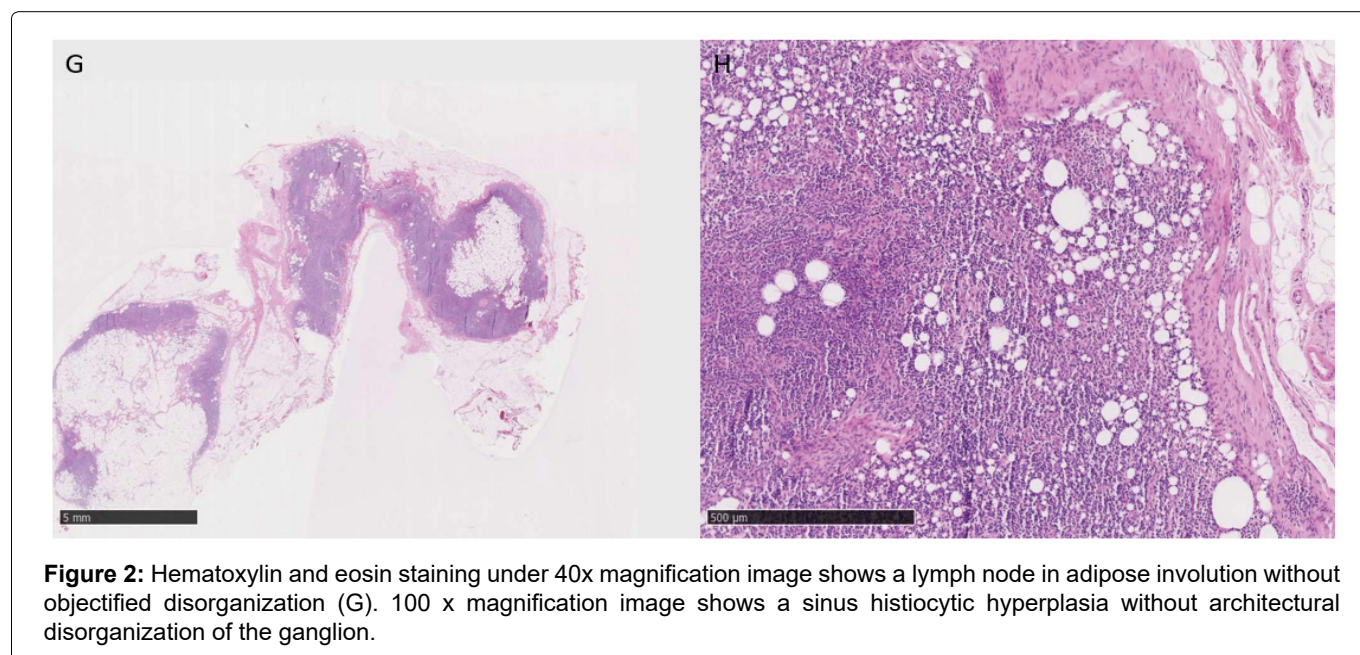 G
H
5 mm
500 µm
Figure 2: Hematoxylin and eosin staining under 40x magnification image shows a lymph node in adipose involution without
objectified disorganization (G). 100 x magnification image shows a sinus histiocytic hyperplasia without architectural
disorganization of the ganglion.